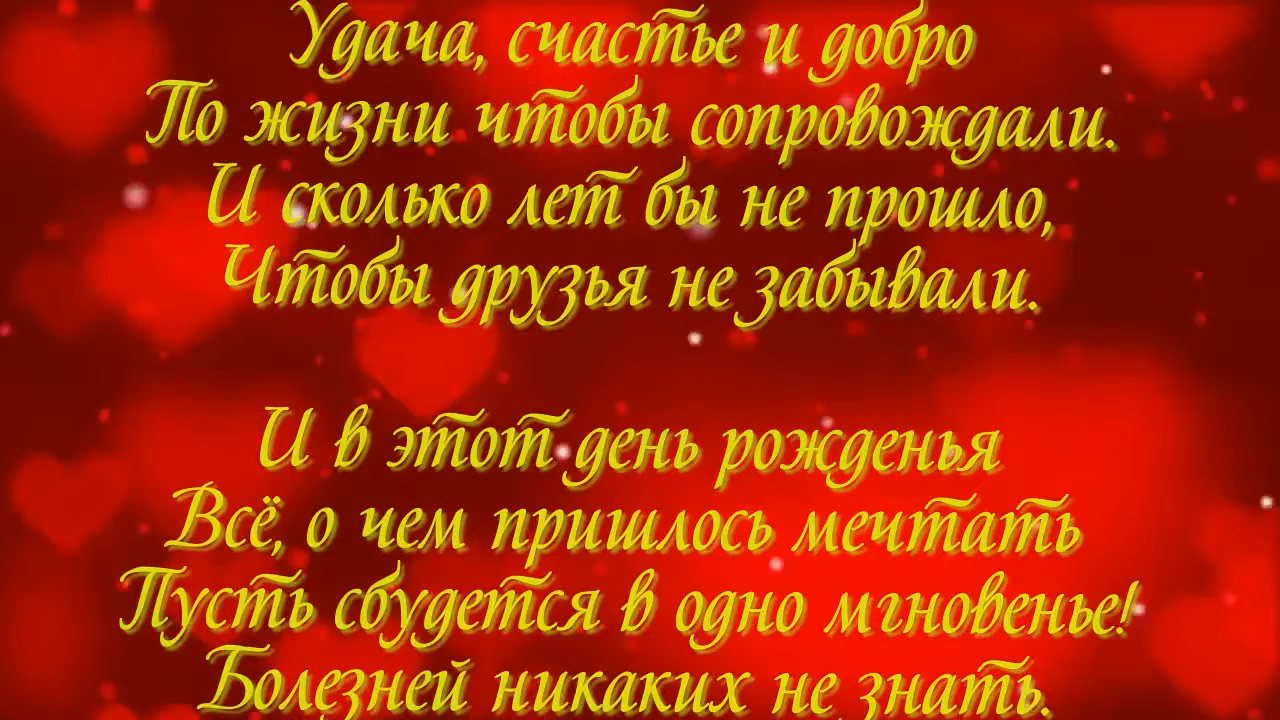 Удача, счастье и добро
По жизни чтобы сопровождали.
И сколько лет бы не прошло,
Чтобы друзья не забывали.
И в этот день рожденья
Всё, о чем пришлось мечтать
Пусть сбудется в одно мгновенье!
Болезней никаких не знать.